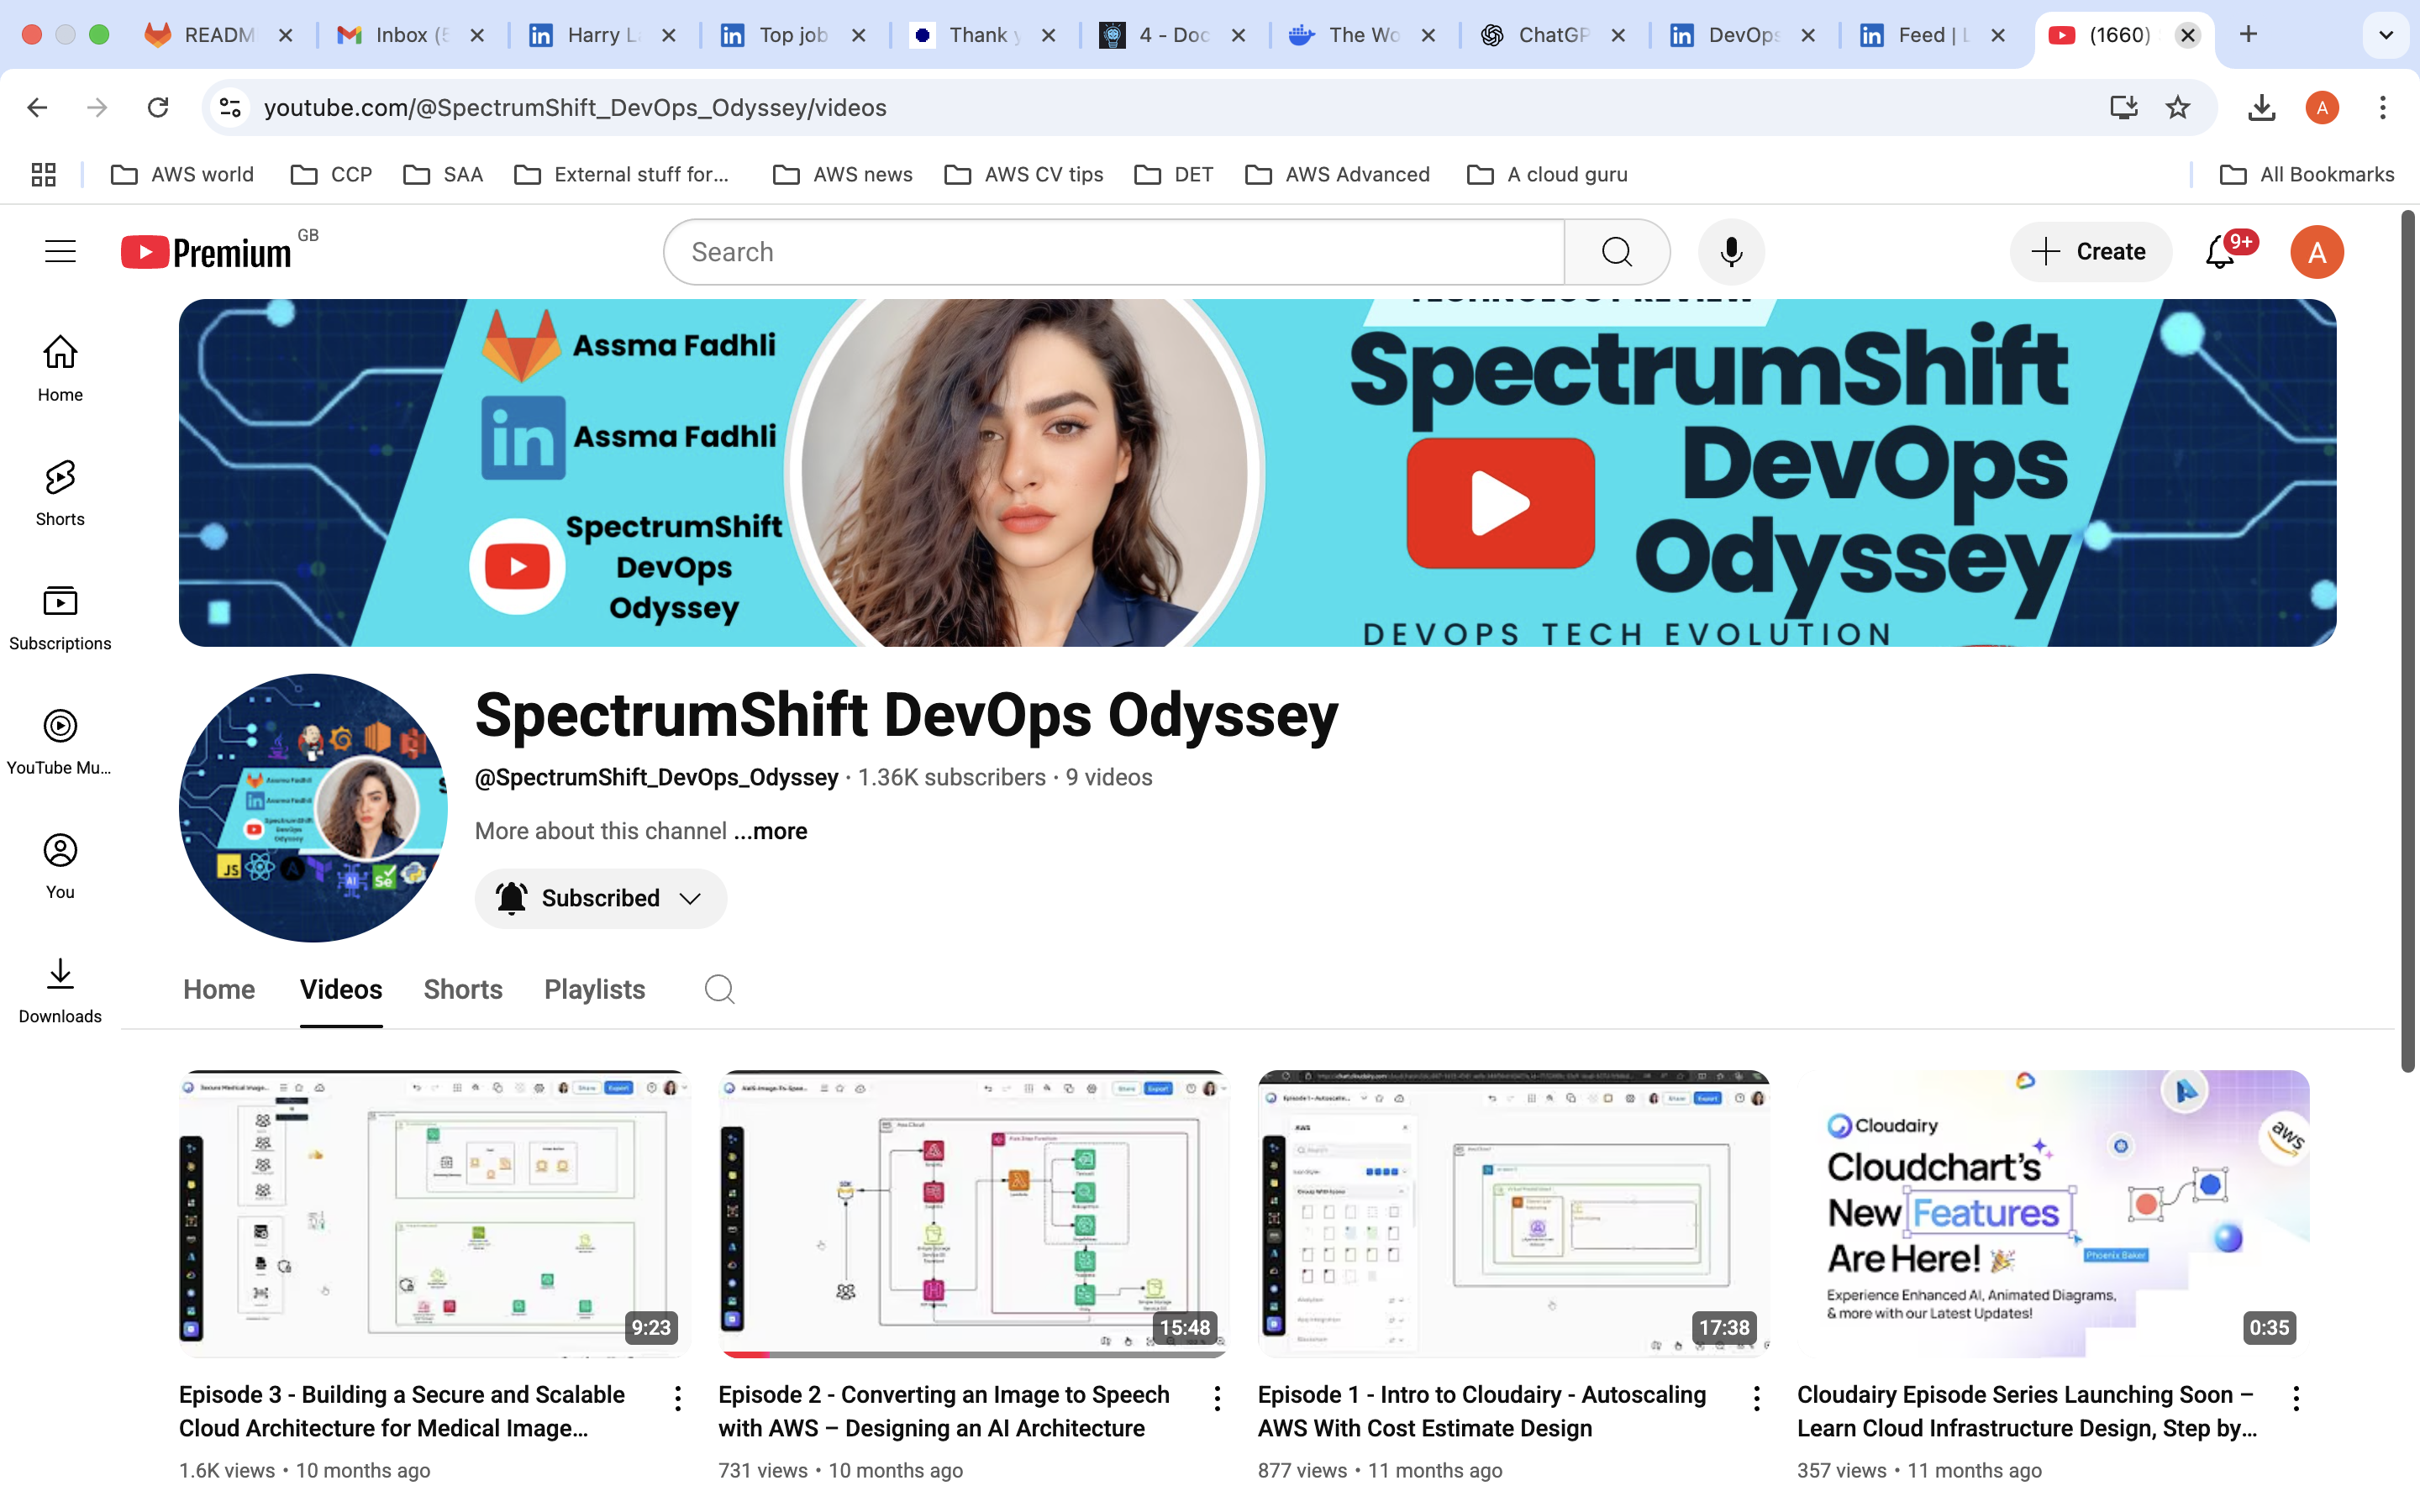 READM
Inbox (
Harry L
Top job
Thank y
4 - Doc
The Wo
ChatGP
DevOps
Feed | L
(1660)
youtube.com/@SpectrumShift_DevOps_Odyssey/videos
A
AWS world
CCP
SAA
External stuff for...
AWS news
AWS CV tips
DET
AWS Advanced
A cloud guru
All Bookmarks
Premium GB
Search
Create
9+
A
Home
Shorts
Subscriptions
YouTube Mu...
You
Downloads
Assma Fadhli
in Assma Fadhli
SpectrumShift
DevOps
Odyssey
TECHNOLOGY REVIEW
SpectrumShift
DevOps
Odyssey
DEVOPS TECH EVOLUTION
SpectrumShift DevOps Odyssey
@SpectrumShift_DevOps_Odyssey · 1.36K subscribers · 9 videos
More about this channel ...more
Subscribed
Home
Videos
Shorts
Playlists
9:23
Episode 3 - Building a Secure and Scalable
Cloud Architecture for Medical Image...
1.6K views • 10 months ago
15:48
Episode 2 - Converting an Image to Speech
with AWS – Designing an AI Architecture
731 views • 10 months ago
17:38
Episode 1 - Intro to Cloudairy - Autoscaling
AWS With Cost Estimate Design
877 views • 11 months ago
Cloudairy
Cloudchart's
New Features
Are Here!
Experience Enhanced AI, Animated Diagrams,
& more with our Latest Updates!
Phoenix Baker
aws
0:35
Cloudairy Episode Series Launching Soon –
Learn Cloud Infrastructure Design, Step by...
357 views • 11 months ago